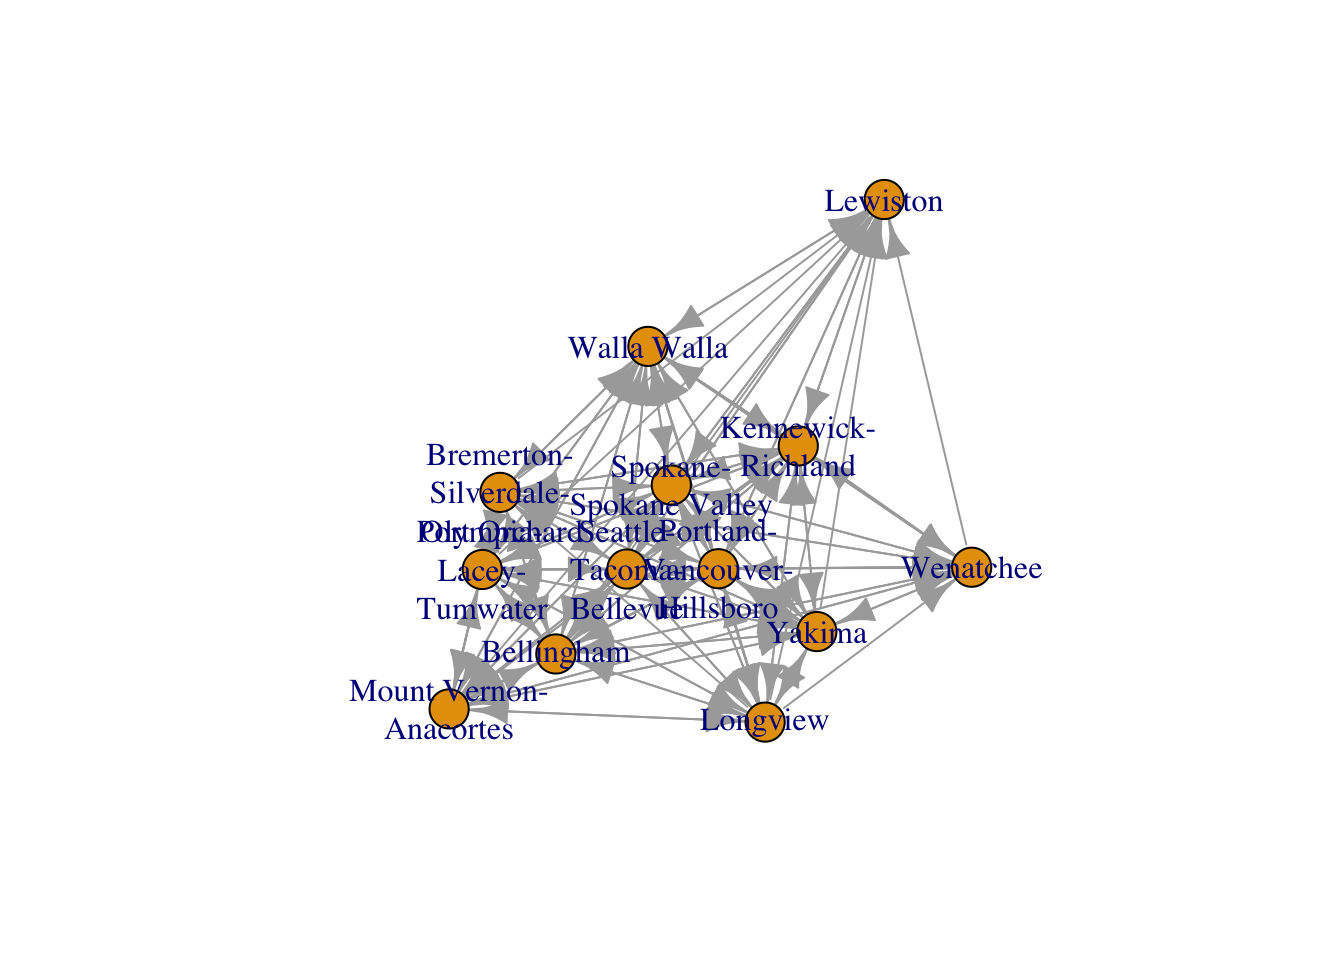 Lewiston
Walla Walla
Kennewick-
Richland
Bremerton-
Silverdale-
Port Orchard
Spokane-
Spokane Valley
Olympia-
Lacey-
Tumwater
Seattle-
Tacoma-
Bellevue
Portland-
Vancouver-
Hillsboro
Wenatchee
Yakima
Bellingham
Mount Vernon-
Anacortes
Longview